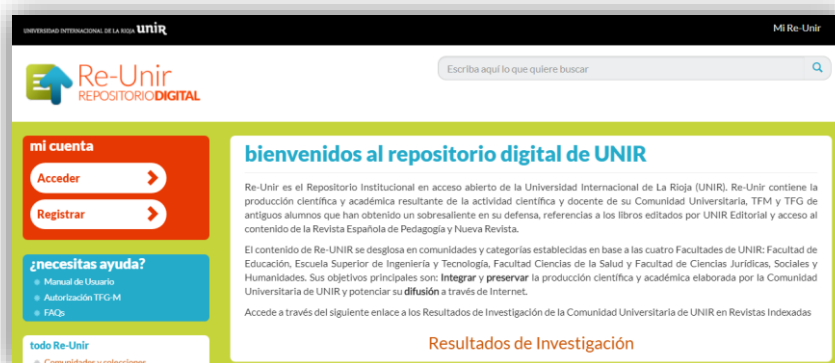 UNIVERSIDAD INTERNACIONAL DE LA RIOJA unir
Mi Re-Unir
Re-Unir
REPOSITORIO DIGITAL
Escriba aquí lo que quiere buscar
mi cuenta
Acceder
Registrar
¿necesitas ayuda?
Manual de Usuario
Autorización TFG-M
FAQs
todo Re-Unir
Comunidades y colecciones
bienvenidos al repositorio digital de UNIR
Re-Unir es el Repositorio Institucional en acceso abierto de la Universidad Internacional de La Rioja (UNIR). Re-Unir contiene la
producción científica y académica resultante de la actividad científica y docente de su Comunidad Universitaria, TFM y TFG de
antiguos alumnos que han obtenido un sobresaliente en su defensa, referencias a los libros editados por UNIR Editorial y acceso al
contenido de la Revista Española de Pedagogía y Nueva Revista.
El contenido de Re-UNIR se desglosa en comunidades y categorías establecidas en base a las cuatro Facultades de UNIR: Facultad de
Educación, Escuela Superior de Ingeniería y Tecnología, Facultad Ciencias de la Salud y Facultad de Ciencias Jurídicas, Sociales y
Humanidades. Sus objetivos principales son: Integrar y preservar la producción científica y académica elaborada por la Comunidad
Universitaria de UNIR y potenciar su difusión a través de Internet.
Accede a través del siguiente enlace a los Resultados de Investigación de la Comunidad Universitaria de UNIR en Revistas Indexadas
Resultados de Investigación